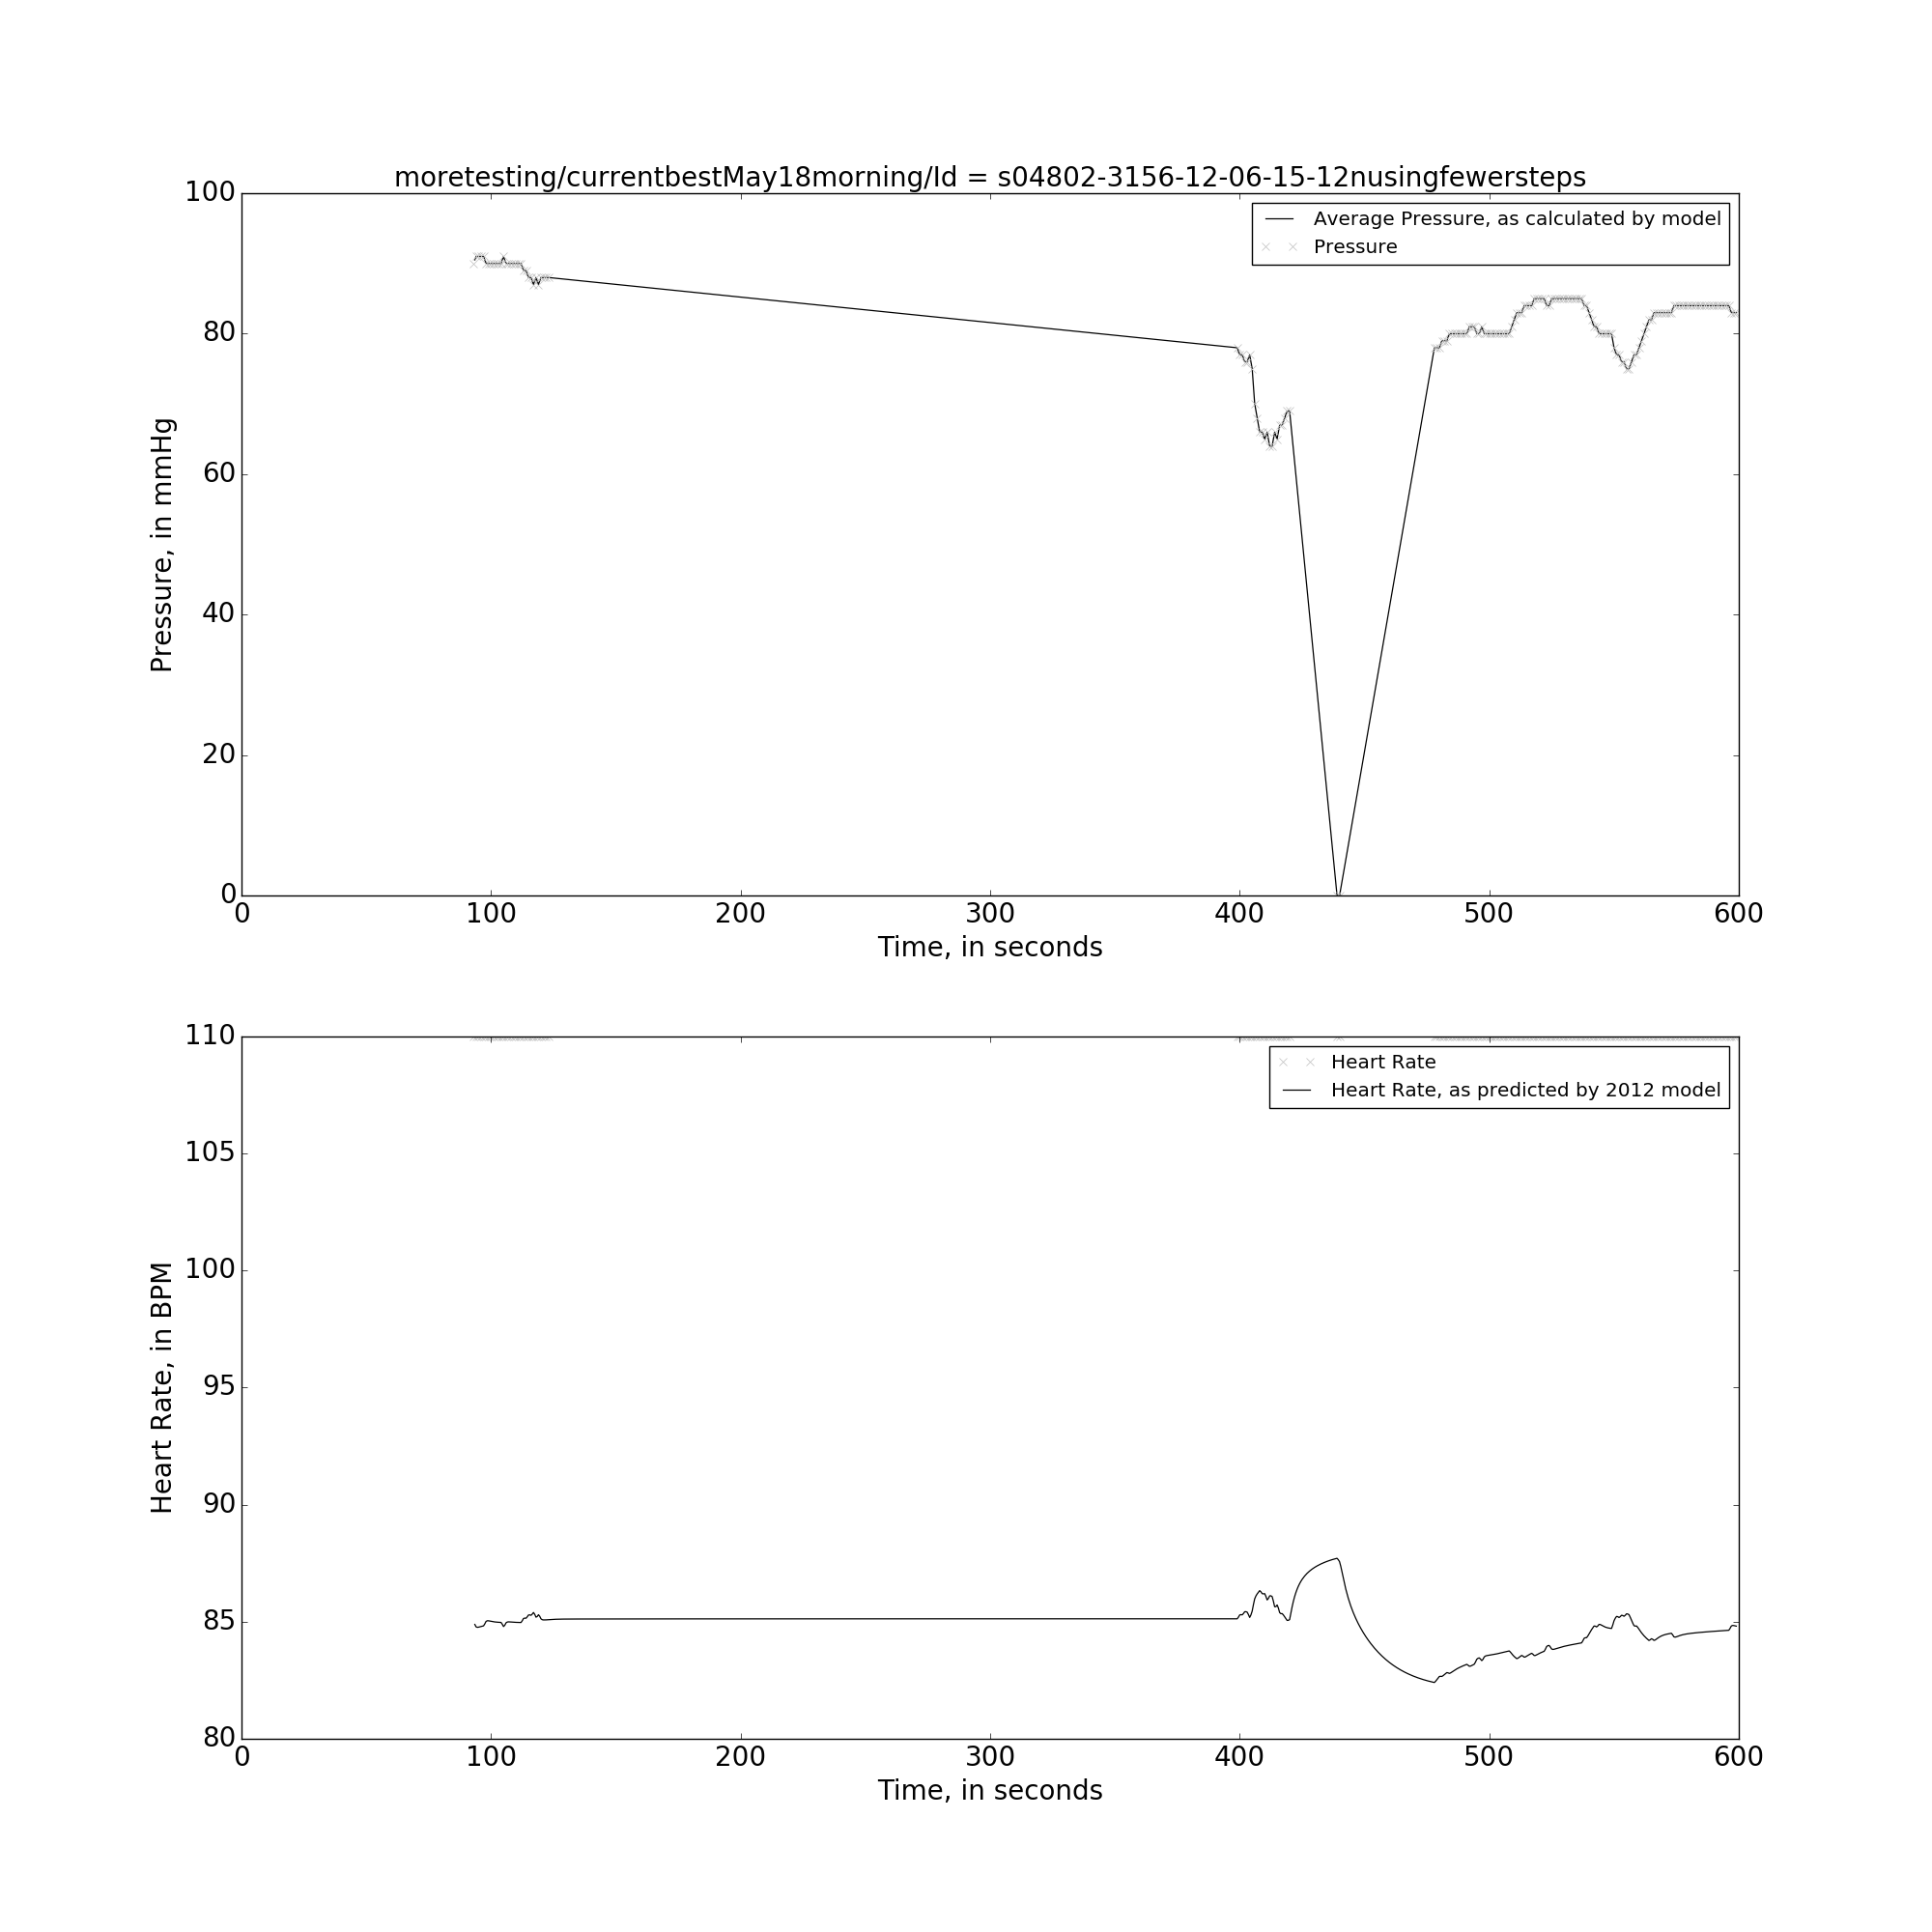 moretesting/currentbestMay18morning/Id = s04802-3156-12-06-15-12nusingfewersteps
100
80
60
40
20
0
Pressure, in mmHg
Average Pressure, as calculated by model
Pressure
0 100 200 300 400 500 600
Time, in seconds
110
105
100
95
90
85
80
Heart Rate, in BPM
Heart Rate
Heart Rate, as predicted by 2012 model
0 100 200 300 400 500 600
Time, in seconds